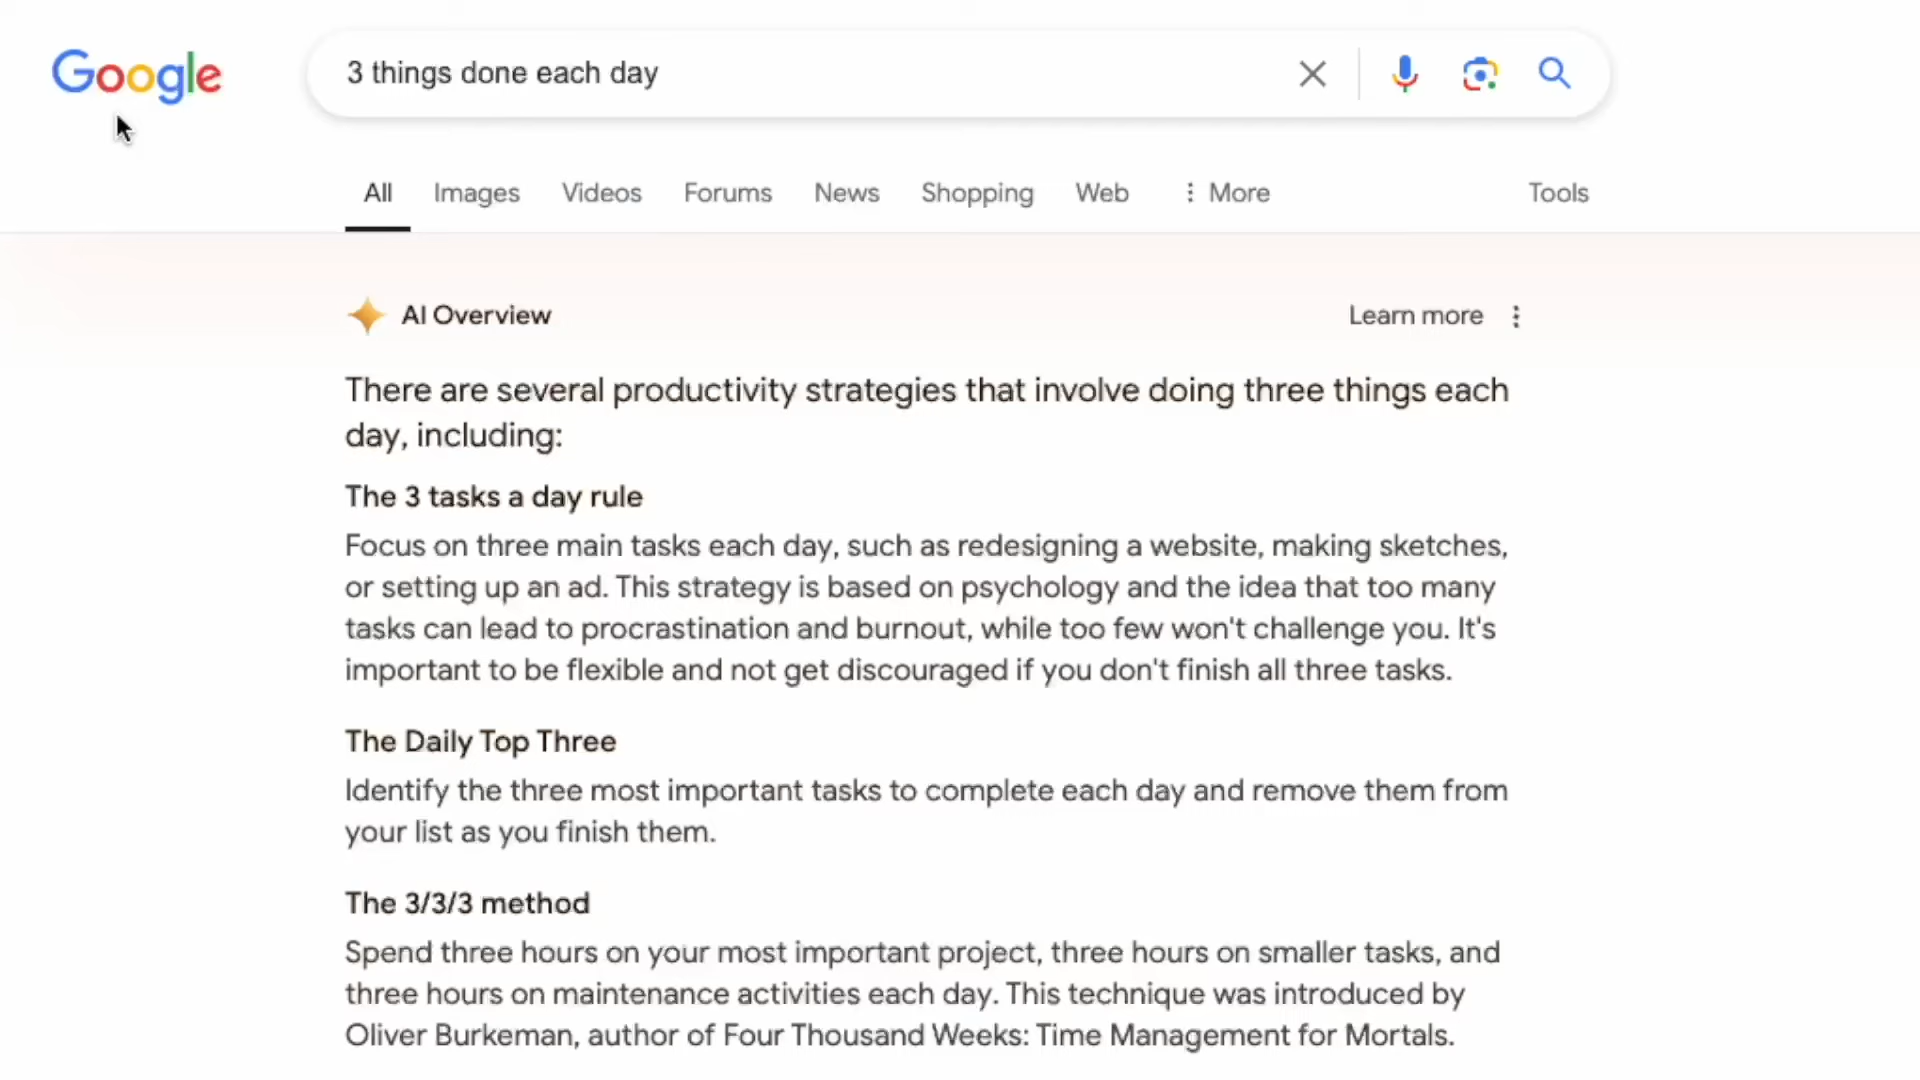 Google
3 things done each day
All Images Videos Forums News Shopping Web More Tools
AI Overview
Learn more
There are several productivity strategies that involve doing three things each
day, including:
The 3 tasks a day rule
Focus on three main tasks each day, such as redesigning a website, making sketches,
or setting up an ad. This strategy is based on psychology and the idea that too many
tasks can lead to procrastination and burnout, while too few won't challenge you. It's
important to be flexible and not get discouraged if you don't finish all three tasks.
The Daily Top Three
Identify the three most important tasks to complete each day and remove them from
your list as you finish them.
The 3/3/3 method
Spend three hours on your most important project, three hours on smaller tasks, and
three hours on maintenance activities each day. This technique was introduced by
Oliver Burkeman, author of Four Thousand Weeks: Time Management for Mortals.